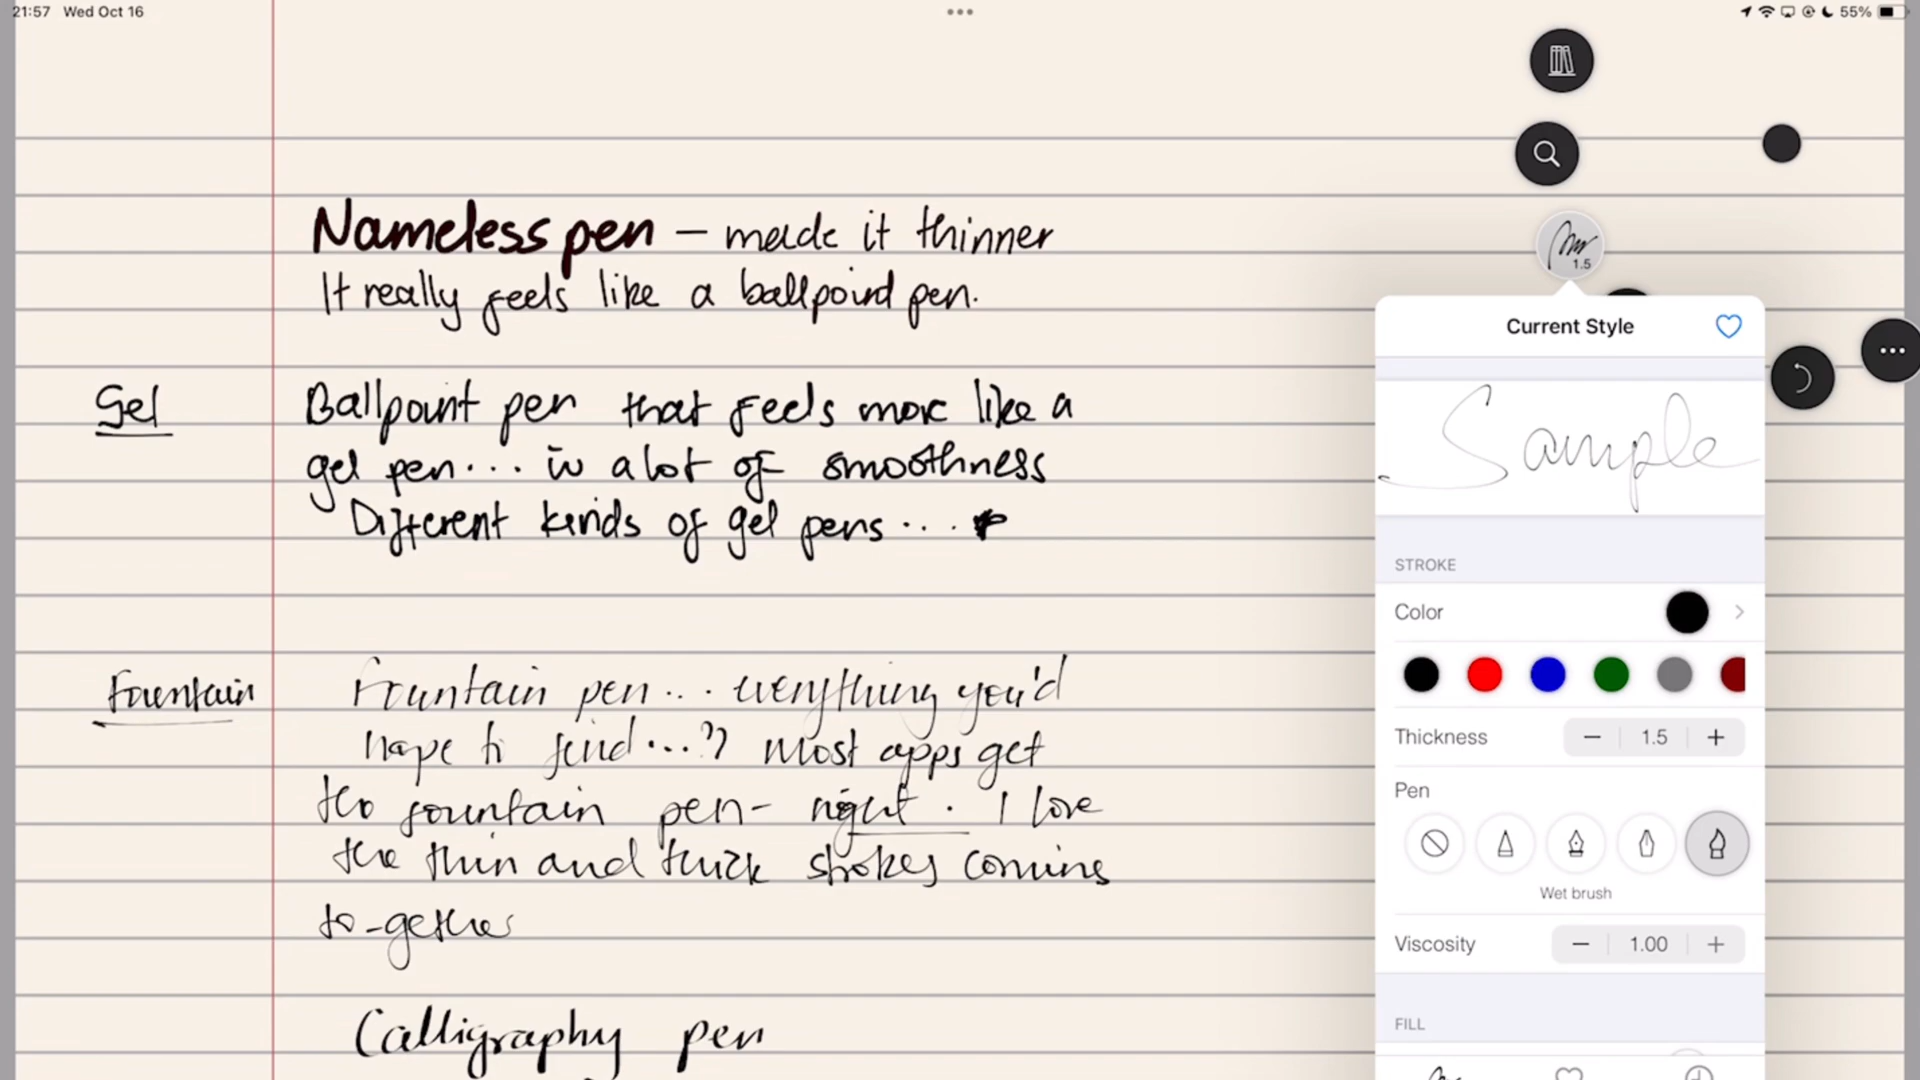 21:57 Wed Oct 16
55%
Nameless pen – made it thinner
It really feels like a ballpoint pen.
Gel
Ballpoint pen that feels more like a
gel pen... is a lot of smoothness
Different kinds of gel pens...
Fountain
Fountain pen... everything you'd
hope to find...?? Most apps get
the fountain pen- right. I love
the thin and thick strokes coming
to-gether
Calligraphy pen
1.5
Current Style
Sample
STROKE
Color
Thickness
1.5
Pen
Wet brush
Viscosity
1.00
FILL